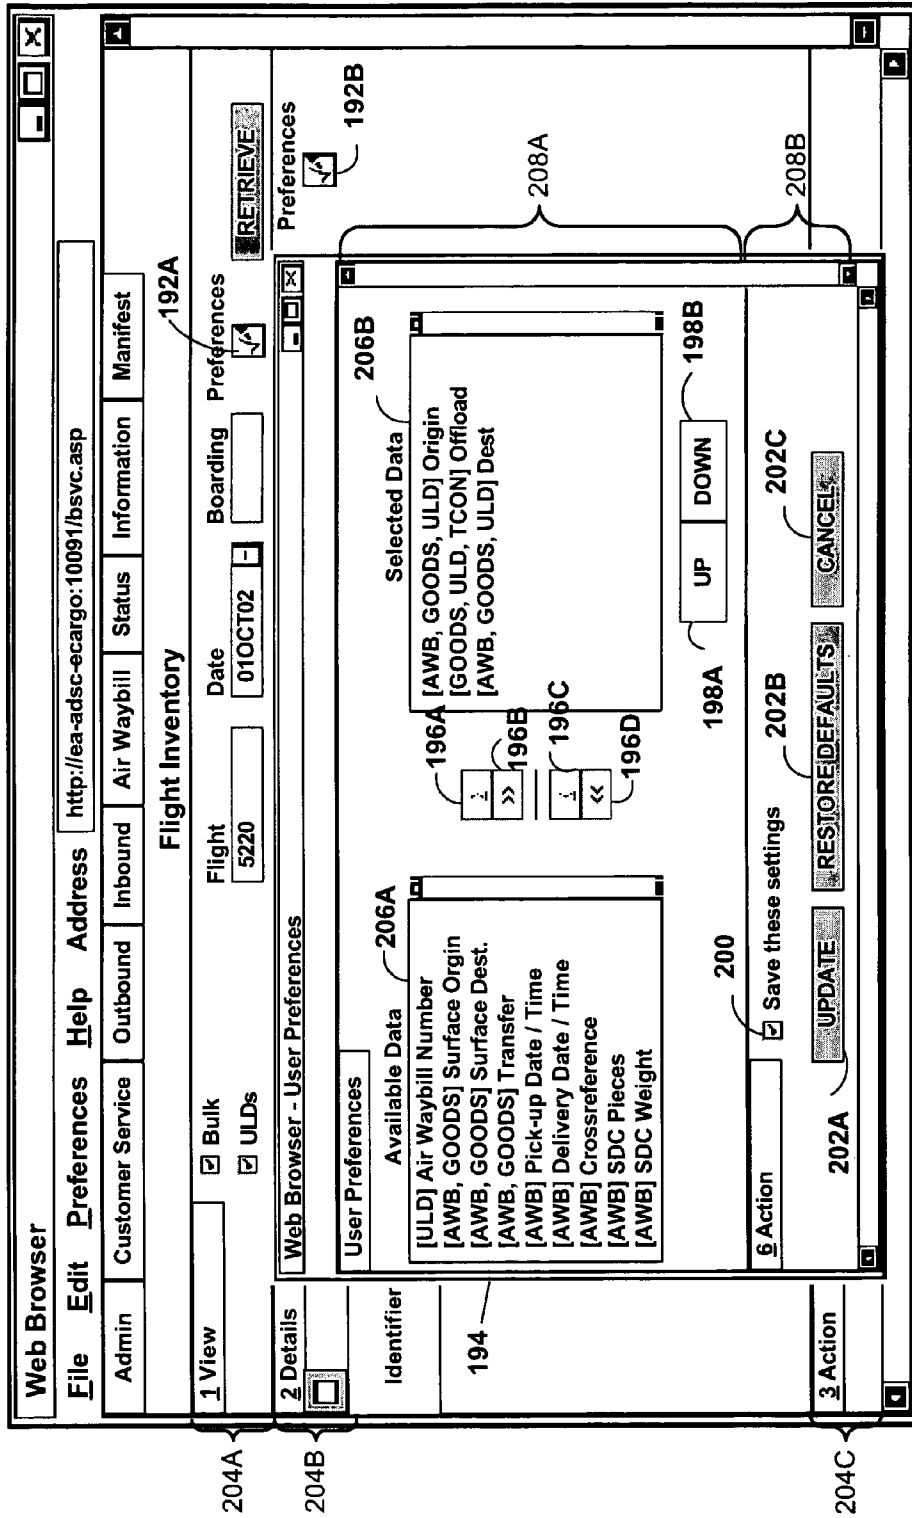 Web Browser
File Edit Preferences Help Address http://ea-adsc-ecargo:10091/bsvc.asp
Admin Customer Service Outbound Inbound Air Waybill Status Information Manifest
Flight Inventory
192A
1 View
Bulk
ULDs
Flight Date Boarding Preferences
5220 01OCT02 RETRIEVE
204A
2 Details
Preferences
192B
204B
Identifier
194
Web Browser - User Preferences
User Preferences
Available Data
206A
[ULD] Air Waybill Number
[AWB, GOODS] Surface Orgin
[AWB, GOODS] Surface Dest.
[AWB, GOODS] Transfer
[AWB] Pick-up Date / Time
[AWB] Delivery Date / Time
[AWB] Crossreference
[AWB] SDC Pieces
[AWB] SDC Weight
196A
>>
196B
196C
<<
196D
Selected Data
206B
[AWB, GOODS, ULD] Origin
[GOODS, ULD, TCON] Offload
[AWB, GOODS, ULD] Dest
UP DOWN
198A
198B
208A
6 Action
200
Save these settings
UPDATE RESTORE DEFAULTS CANCEL
202A
202B
202C
208B
3 Action
204C